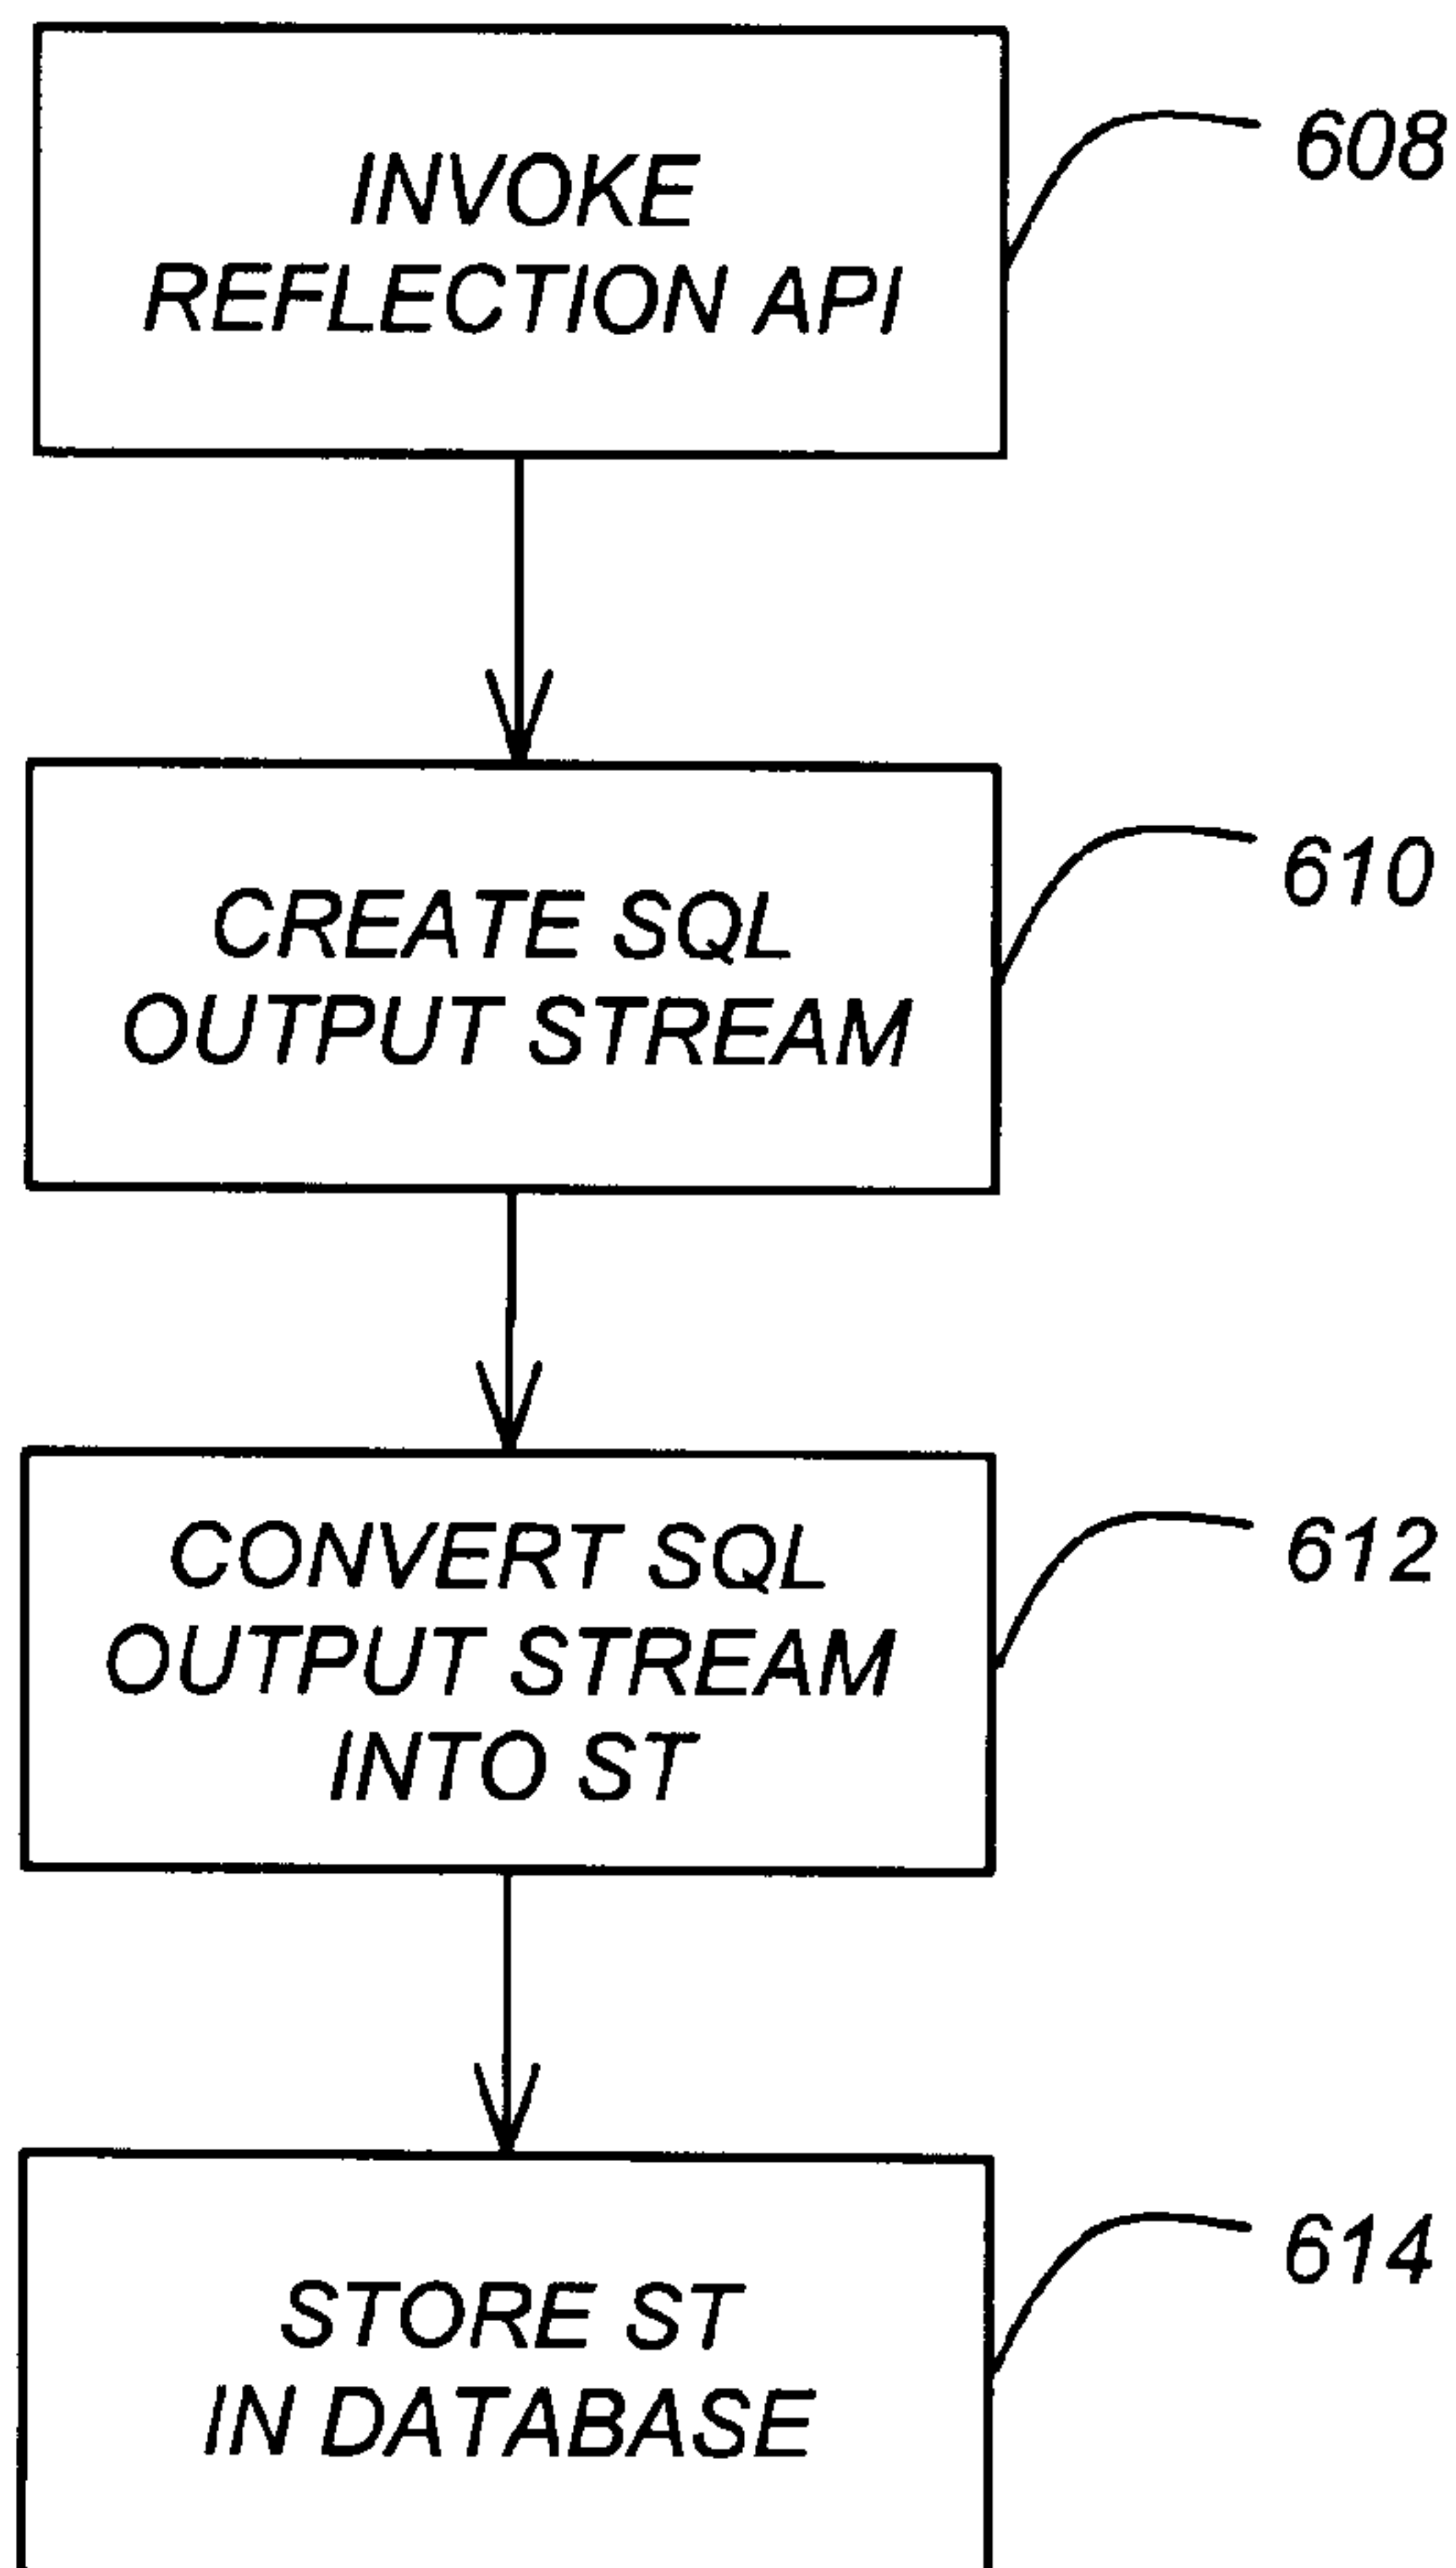 INVOKE
REFLECTION API
608
CREATE SQL
OUTPUT STREAM
610
CONVERT SQL
OUTPUT STREAM
INTO ST
612
STORE ST
IN DATABASE
614